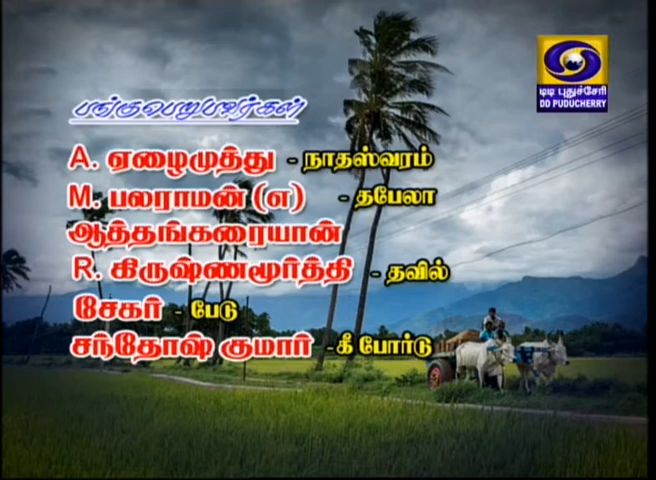 டிடி புதுச்சேரி
DD PUDUCHERRY
பங்குபெறுபவர்கள்
A. ஏழைமுத்து - நாதஸ்வரம்
M. பலராமன் (எ) - தபேலா
ஆத்தங்கரையான்
R. கிருஷ்ணமூர்த்தி - தவில்
சேகர் - பேடு
சந்தோஷ் குமார் - கீ போர்டு